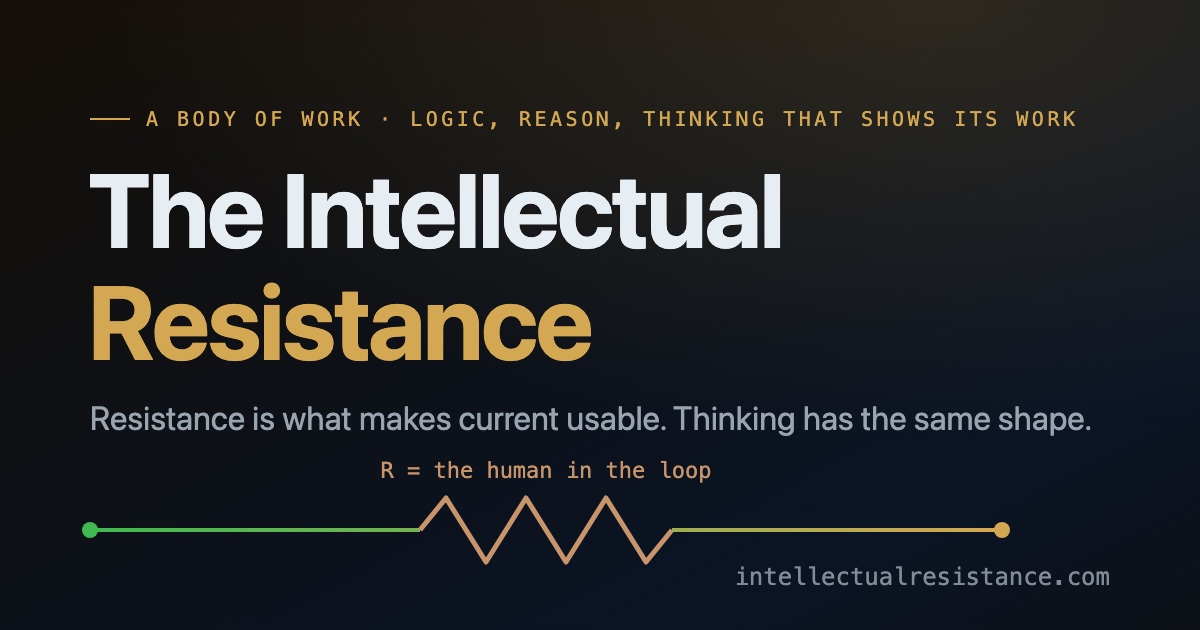 A BODY OF WORK · LOGIC, REASON, THINKING THAT SHOWS ITS WORK
The Intellectual
Resistance
Resistance is what makes current usable. Thinking has the same shape.
R = the human in the loop
intellectualresistance.com